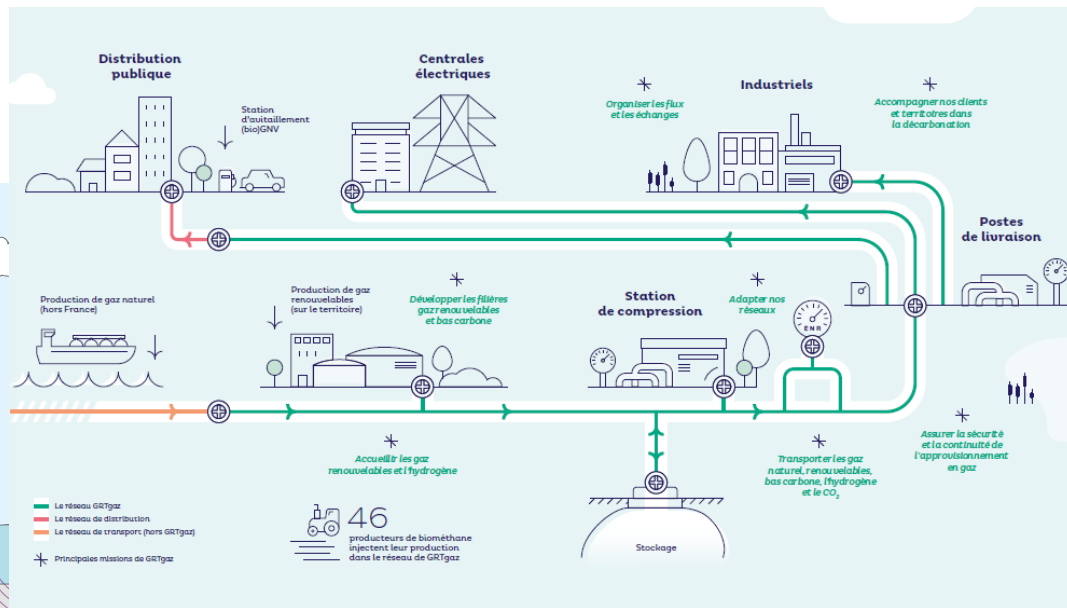 Distribution
publique
Station
d'avitaillement
(bio)GNV
Centrales
électriques
Organiser les flux
et les échanges
Industriels
Accompagner nos clients
et territoires dans
la décarbonation
Postes
de livraison
Production de gaz naturel
(hors France)
Production de gaz
renouvelables
(sur le territoire)
Développer les filières
gaz renouvelables
et bas carbone
Station
de compression
Adapter nos
réseaux
ENR
Accueillir les gaz
renouvelables et l'hydrogène
Transporter les gaz
naturel, renouvelables,
bas carbone, l'hydrogène
et le CO₂
Assurer la sécurité
et la continuité de
l'approvisionnement
en gaz
Le réseau GRTgaz
Le réseau de distribution
Le réseau de transport (hors GRTgaz)
Principales missions de GRTgaz
46
producteurs de biométhane
injectent leur production
dans le réseau de GRTgaz
Stockage